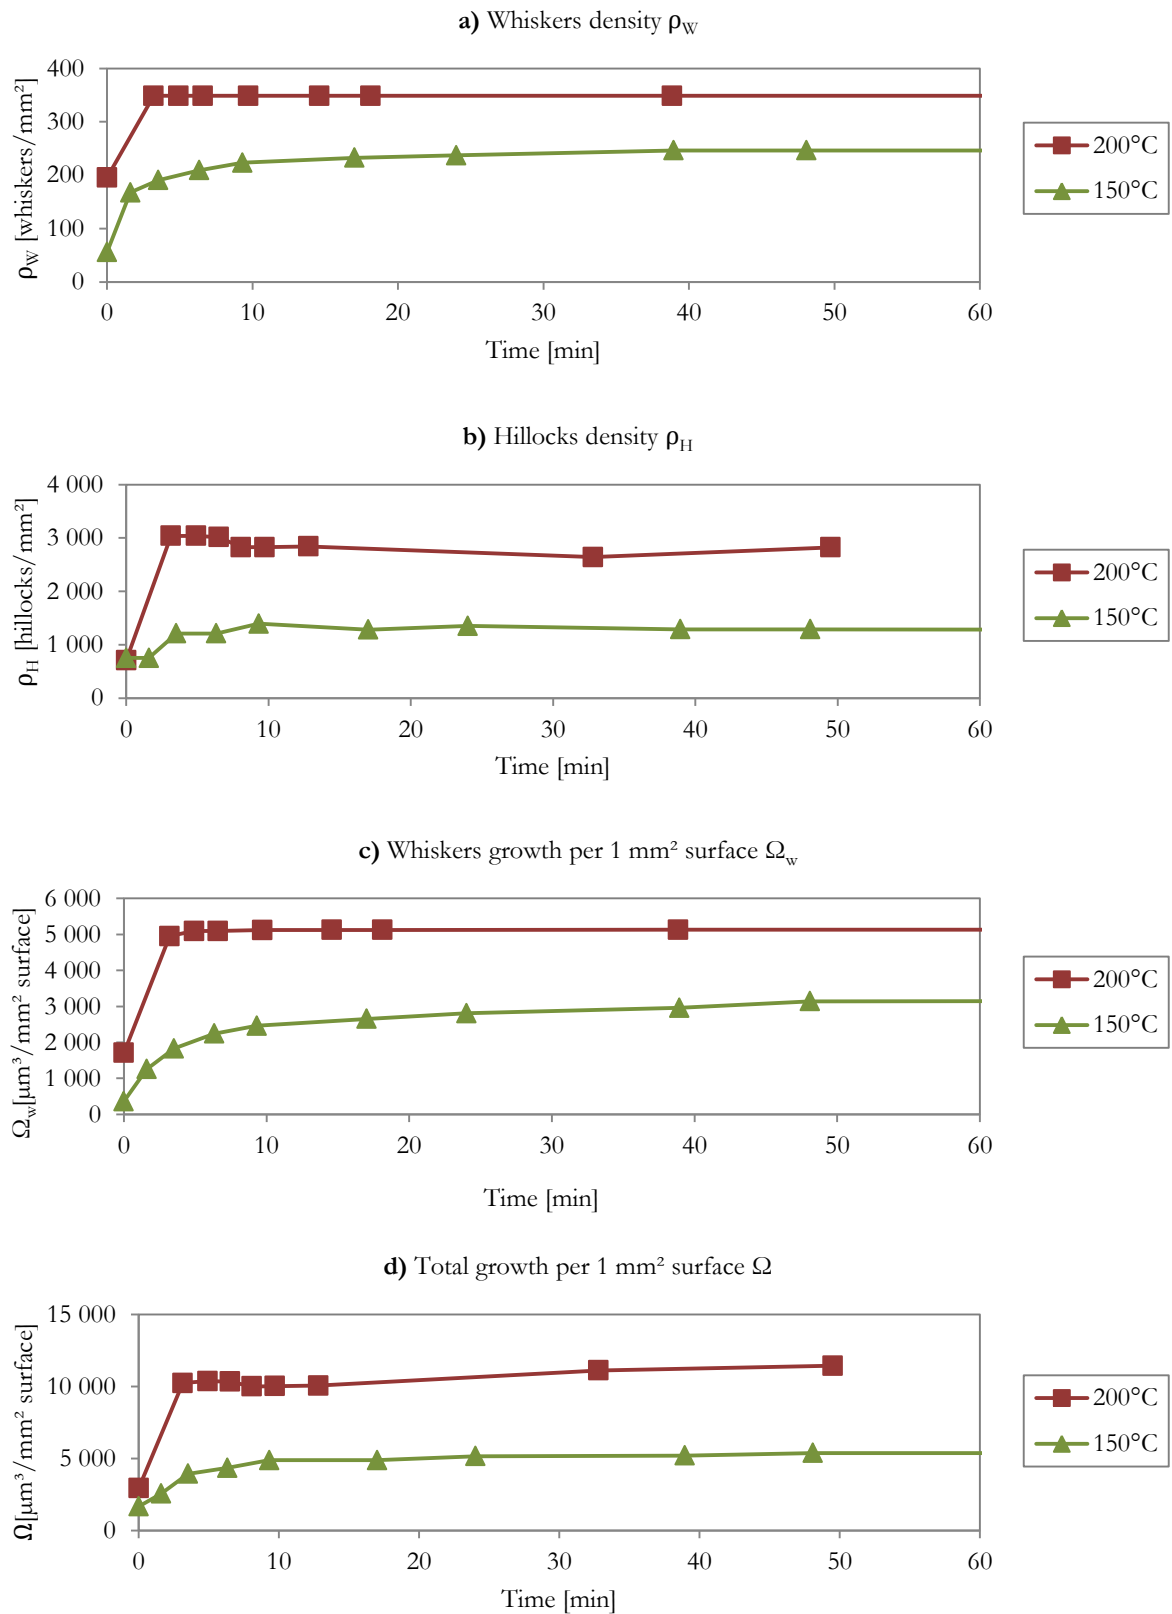 a) Whiskers density ρW
ρW [whiskers/mm²]
400
300
200
100
0
0 10 20 30 40 50 60
Time [min]
200°C
150°C
b) Hillocks density ρH
ρH [hillocks/mm²]
4 000
3 000
2 000
1 000
0
0 10 20 30 40 50 60
Time [min]
200°C
150°C
c) Whiskers growth per 1 mm² surface Ωw
Ωw[µm³/mm² surface]
6 000
5 000
4 000
3 000
2 000
1 000
0
0 10 20 30 40 50 60
Time [min]
200°C
150°C
d) Total growth per 1 mm² surface Ω
Ω[µm³/mm² surface]
15 000
10 000
5 000
0
0 10 20 30 40 50 60
Time [min]
200°C
150°C